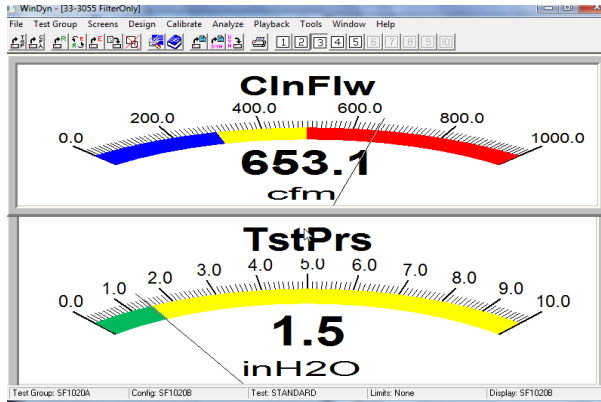 WinDyn - [33-3055 FilterOnly]
File Test Group Screens Design Calibrate Analyze Playback Tools Window Help
1 2 3 4 5 6 7 8 9 10
ClnFlw
0.0 200.0 400.0 600.0 800.0 1000.0
653.1
cfm
TstPrs
0.0 1.0 2.0 3.0 4.0 5.0 6.0 7.0 8.0 9.0 10.0
1.5
inH2O
Test Group: SF1020A Config: SF1020B Test: STANDARD Limits: None Display: SF1020B